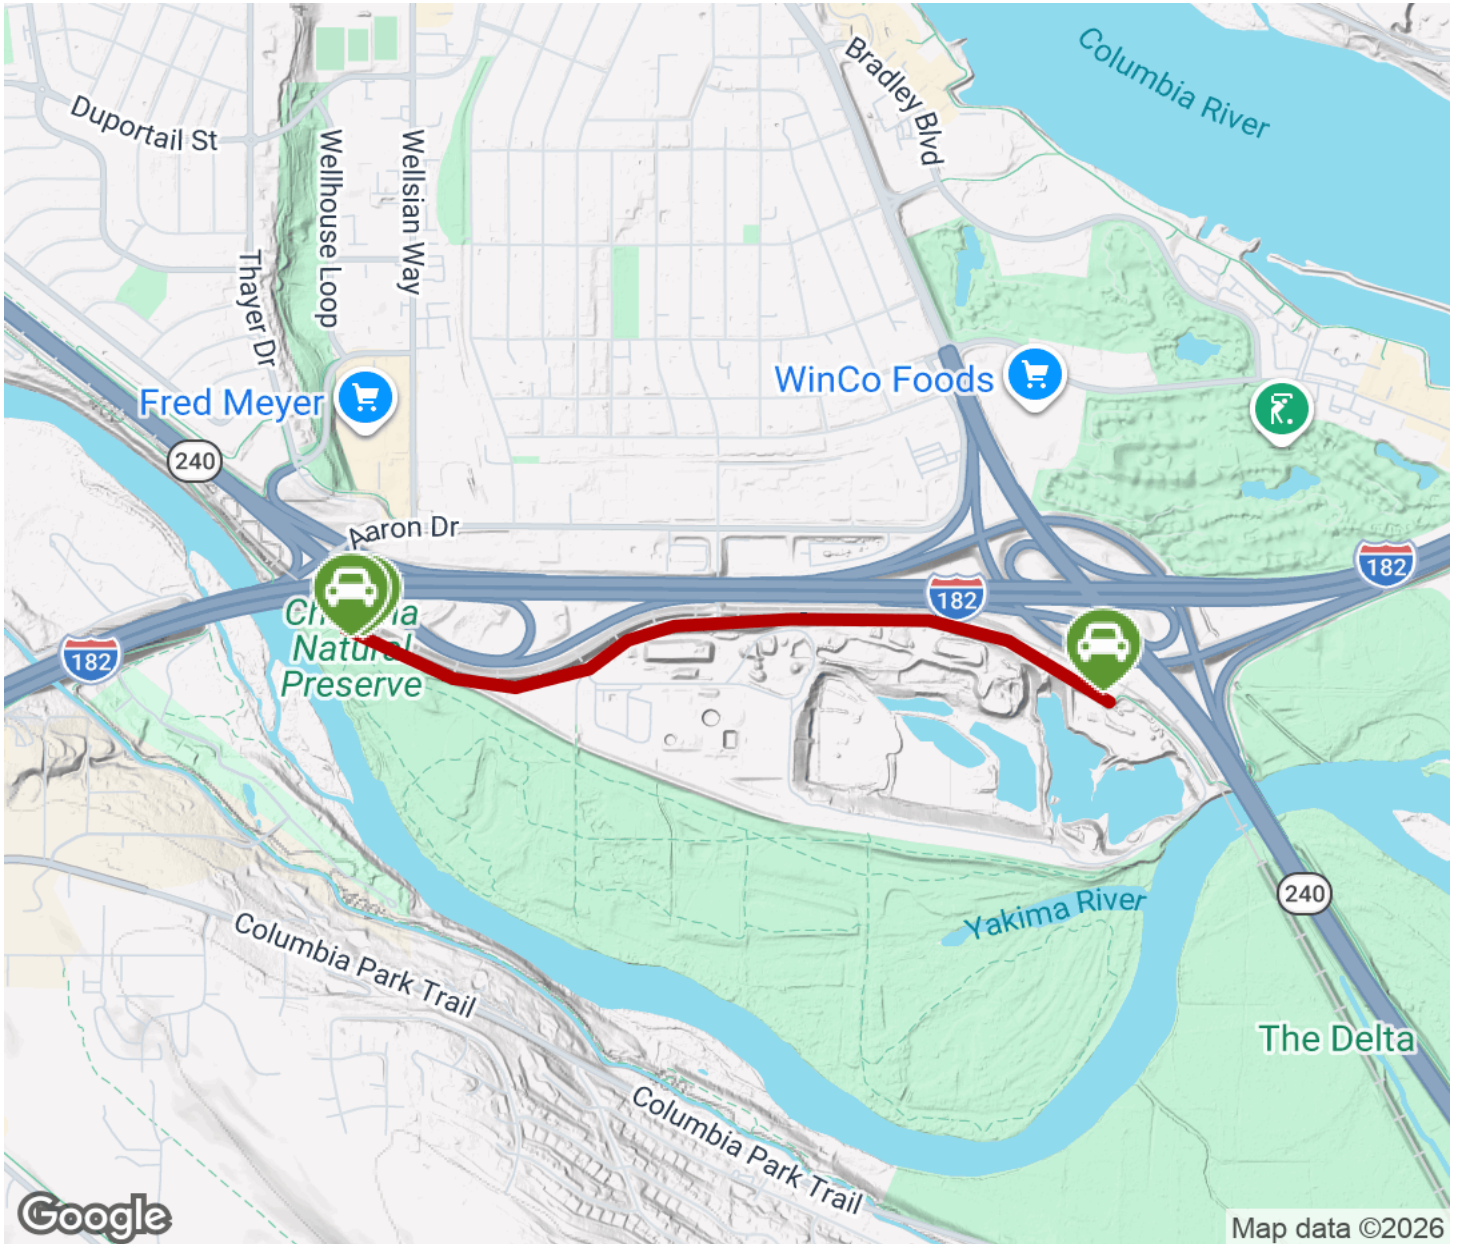 Columbia River
Bradley Blvd
Duportail St
Wellhouse Loop
Wellsian Way
Thayer Dr
WinCo Foods
Fred Meyer
240
Aaron Dr
182
182
182
Natural
Preserve
240
Yakima River
Columbia Park Trail
The Delta
Columbia Park Trail
Google
Map data ©2026